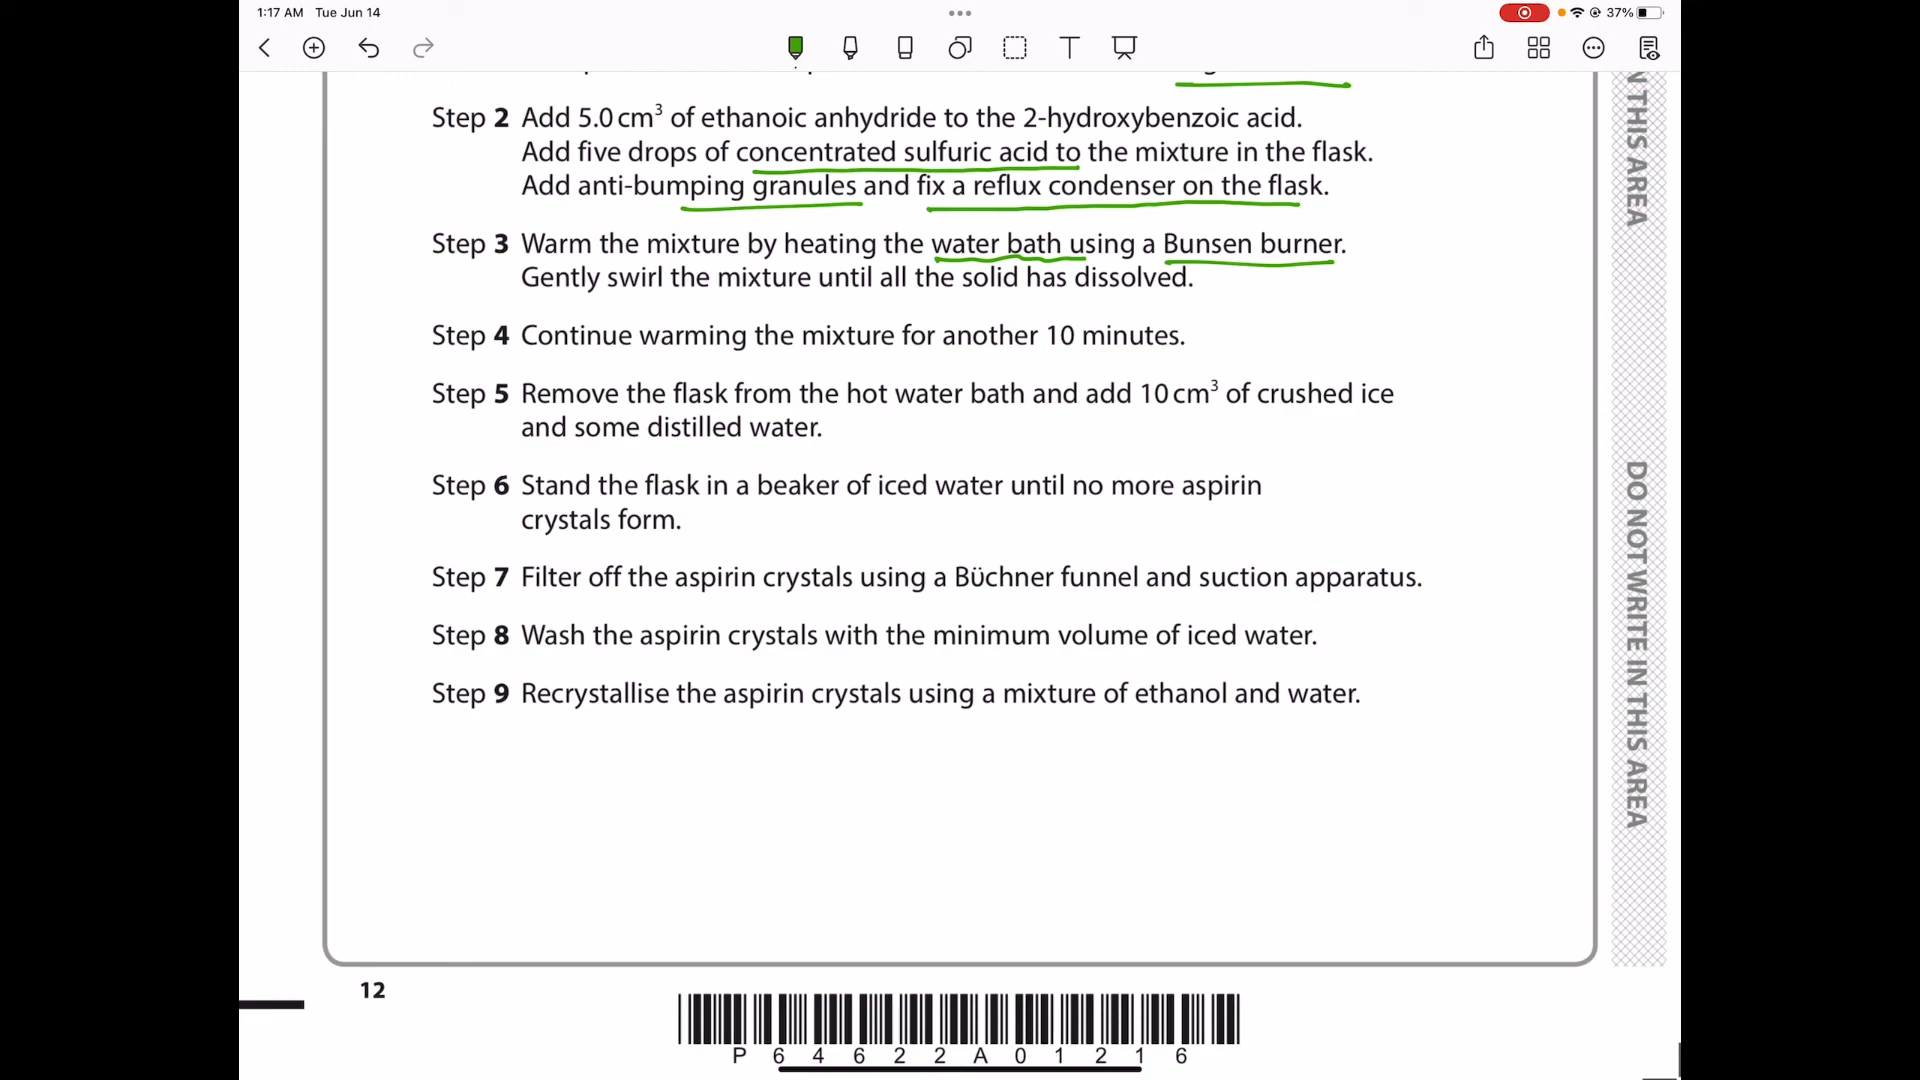 1:17 AM Tue Jun 14
37%
Step 2 Add 5.0 cm³ of ethanoic anhydride to the 2-hydroxybenzoic acid.
Add five drops of concentrated sulfuric acid to the mixture in the flask.
Add anti-bumping granules and fix a reflux condenser on the flask.
Step 3 Warm the mixture by heating the water bath using a Bunsen burner.
Gently swirl the mixture until all the solid has dissolved.
Step 4 Continue warming the mixture for another 10 minutes.
Step 5 Remove the flask from the hot water bath and add 10 cm³ of crushed ice
and some distilled water.
Step 6 Stand the flask in a beaker of iced water until no more aspirin
crystals form.
Step 7 Filter off the aspirin crystals using a Büchner funnel and suction apparatus.
Step 8 Wash the aspirin crystals with the minimum volume of iced water.
Step 9 Recrystallise the aspirin crystals using a mixture of ethanol and water.
12
P 6 4 6 2 2 A 0 1 2 1 6
N THIS AREA
DO NOT WRITE IN THIS AREA